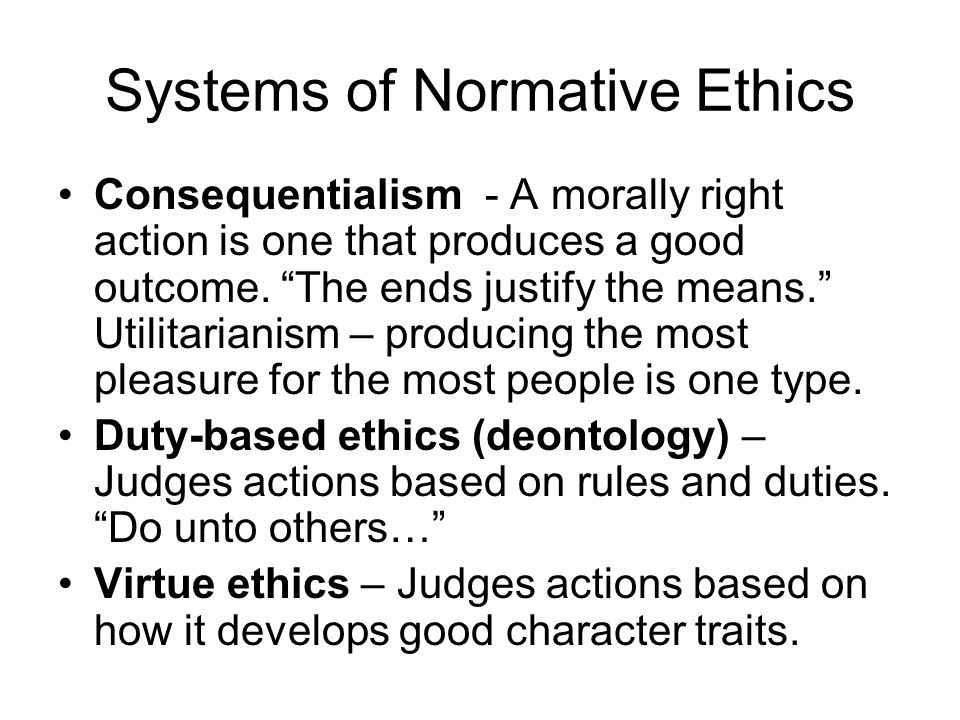 Systems of Normative Ethics
• Consequentialism - A morally right
action is one that produces a good
outcome. “The ends justify the means.”
Utilitarianism – producing the most
pleasure for the most people is one type.
• Duty-based ethics (deontology) –
Judges actions based on rules and duties.
“Do unto others…”
• Virtue ethics – Judges actions based on
how it develops good character traits.